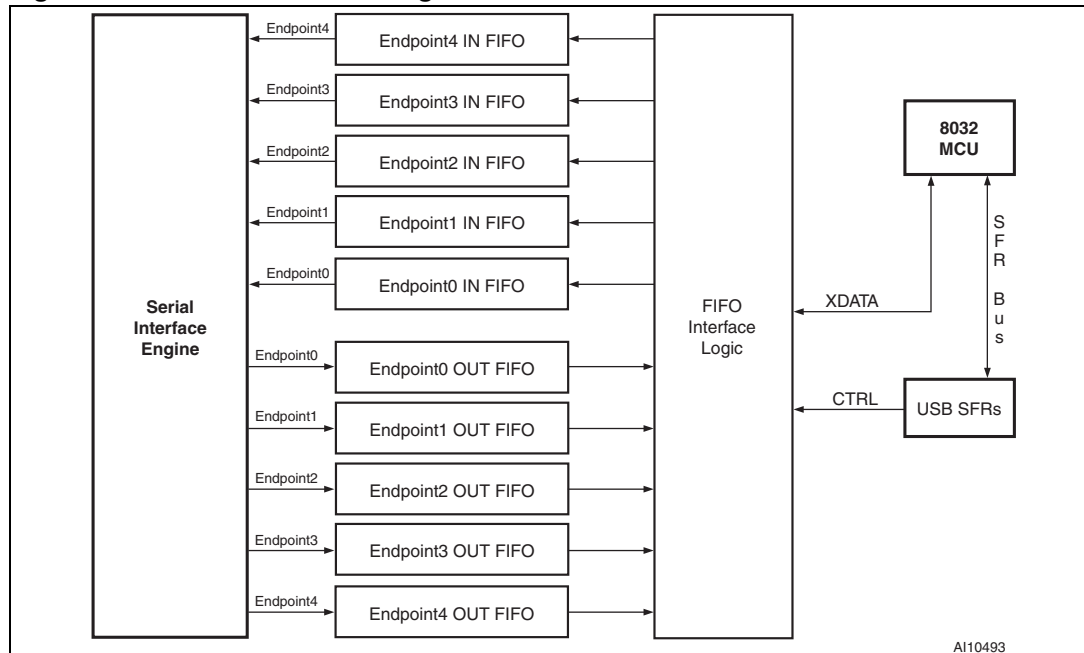 Endpoint4
Endpoint4 IN FIFO
Endpoint3
Endpoint3 IN FIFO
Endpoint2
Endpoint2 IN FIFO
Endpoint1
Endpoint1 IN FIFO
Endpoint0
Endpoint0 IN FIFO
Serial
Interface
Engine
Endpoint0
Endpoint0 OUT FIFO
Endpoint1
Endpoint1 OUT FIFO
Endpoint2
Endpoint2 OUT FIFO
Endpoint3
Endpoint3 OUT FIFO
Endpoint4
Endpoint4 OUT FIFO
FIFO
Interface
Logic
XDATA
CTRL
8032
MCU
SFR Bus
USB SFRs
AI10493